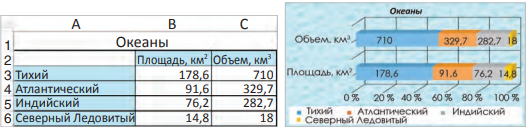 A B C
1 Океаны
2 Площадь, км² Объем, км³
3 Тихий 178,6 710
4 Атлантический 91,6 329,7
5 Индийский 76,2 282,7
6 Северный Ледовитый 14,8 18
Океаны
Объем, км³ 710 329,7 282,7 18
Площадь, км² 178,6 91,6 76,2 14,8
0 % 20 % 40 % 60 % 80 % 100 %
Тихий Атлантический Индийский
Северный Ледовитый